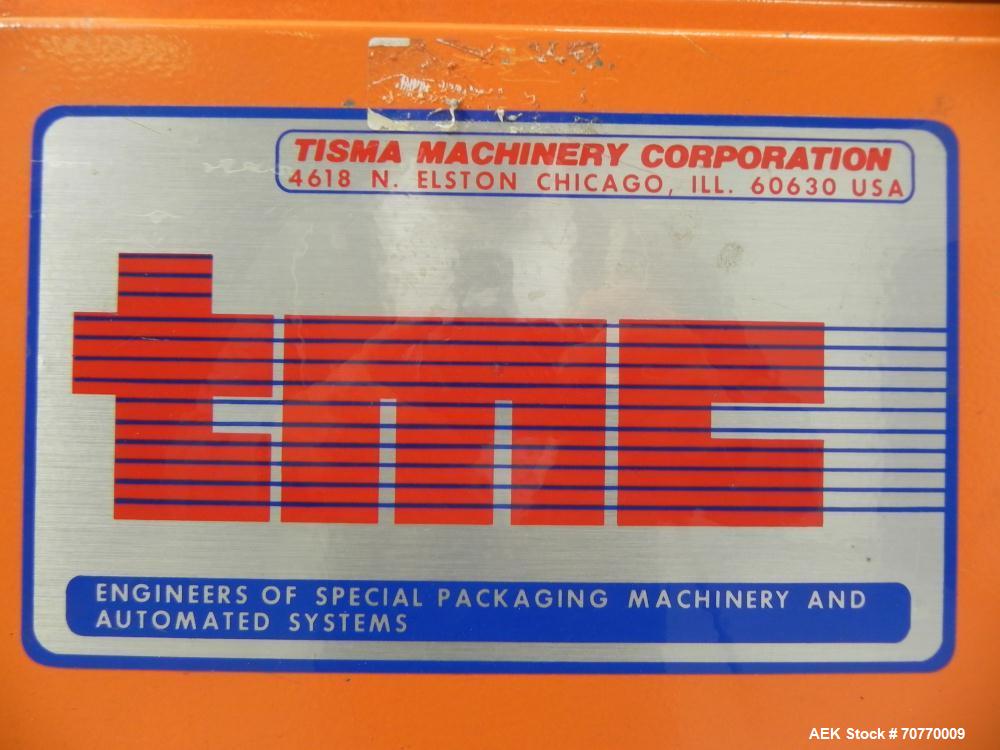 TISMA MACHINERY CORPORATION
4618 N. ELSTON CHICAGO, ILL. 60630 USA
tmc
ENGINEERS OF SPECIAL PACKAGING MACHINERY AND
AUTOMATED SYSTEMS
AEK Stock # 70770009